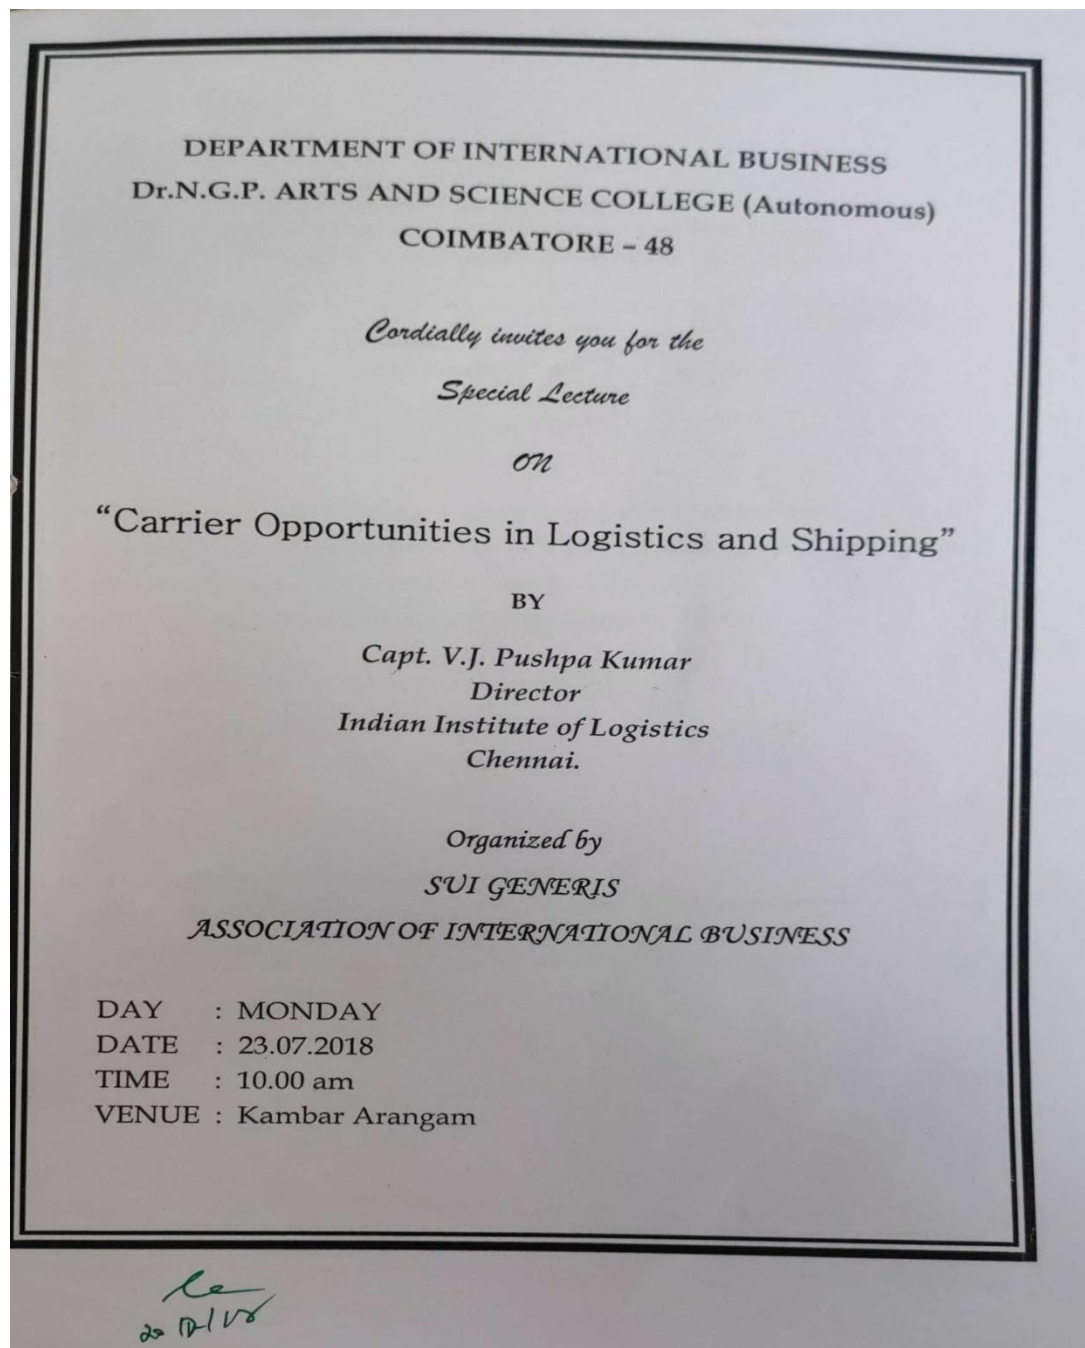 DEPARTMENT OF INTERNATIONAL BUSINESS
Dr.N.G.P. ARTS AND SCIENCE COLLEGE (Autonomous)
COIMBATORE – 48
Cordially invites you for the
Special Lecture
on
“Carrier Opportunities in Logistics and Shipping”
BY
Capt. V.J. Pushpa Kumar
Director
Indian Institute of Logistics
Chennai.
Organized by
SUI GENERIS
ASSOCIATION OF INTERNATIONAL BUSINESS
DAY : MONDAY
DATE : 23.07.2018
TIME : 10.00 am
VENUE : Kambar Arangam